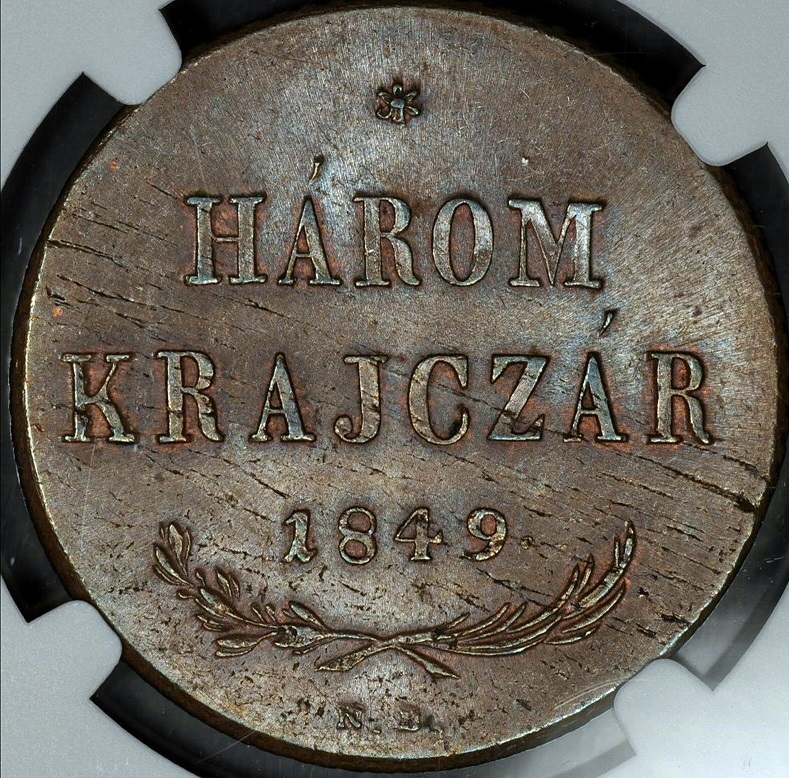 HÁROM
KRAJCZÁR
1849
N. B.